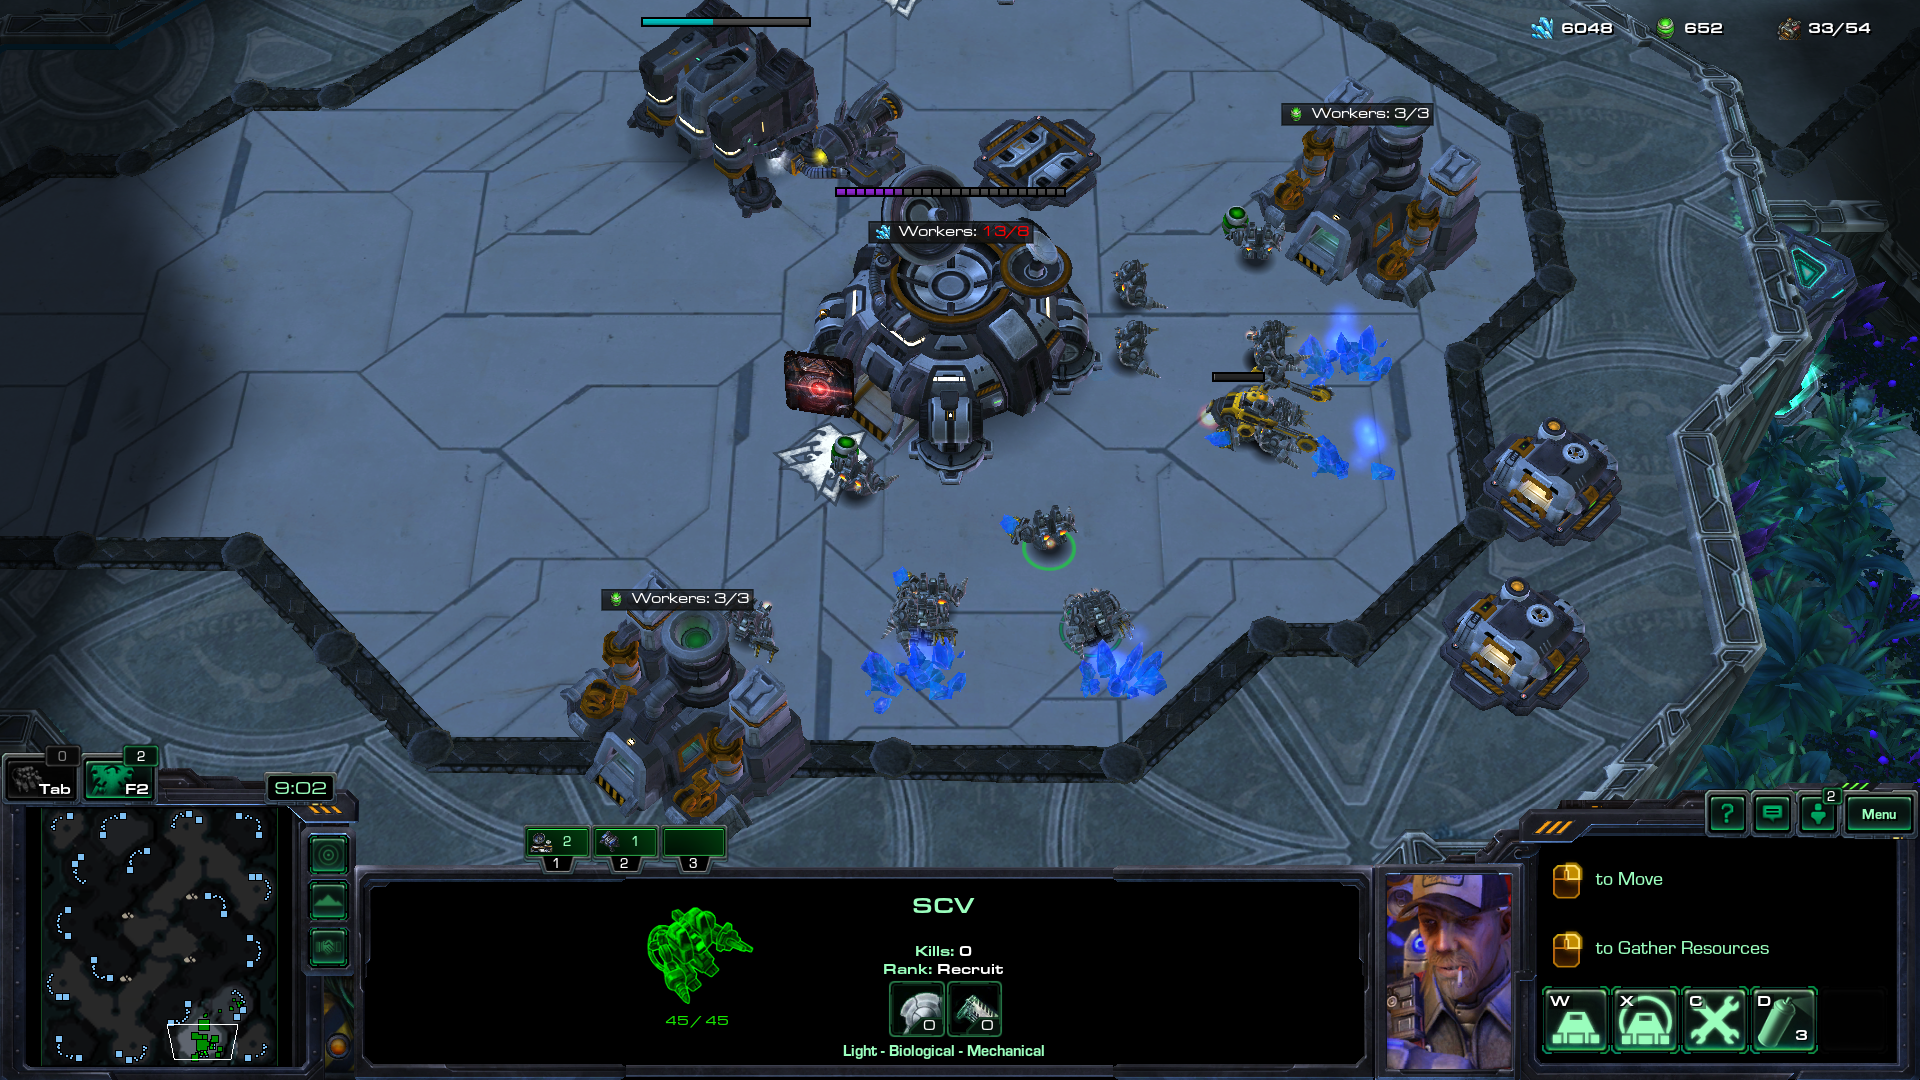 6048
652
33/54
Workers: 3/3
Workers: 13/8
Workers: 3/3
0
2
Tab
F2
9:02
2
1
1
2
3
2
Menu
SCV
Kills: 0
Rank: Recruit
0
0
45/45
Light - Biological - Mechanical
to Move
to Gather Resources
W
X
C
D
3